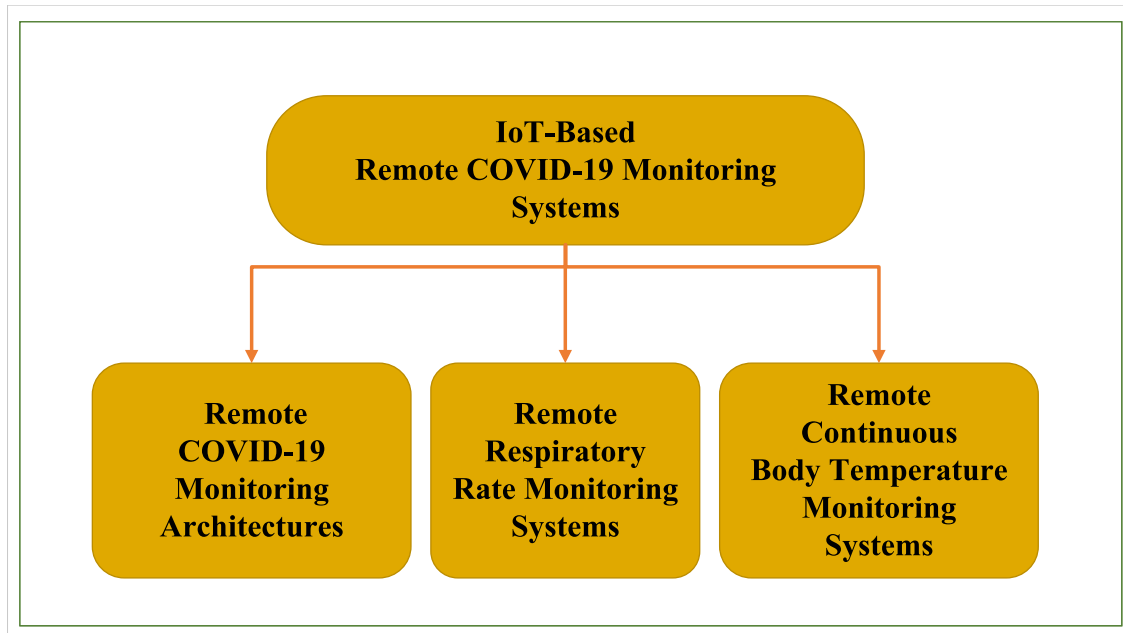 IoT-Based
Remote COVID-19 Monitoring
Systems
Remote
COVID-19
Monitoring
Architectures
Remote
Respiratory
Rate Monitoring
Systems
Remote
Continuous
Body Temperature
Monitoring
Systems